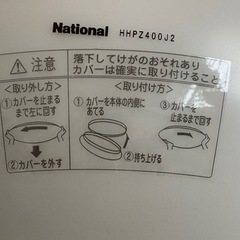 National HHPZ400J2
注意
落下してけがのおそれあり
カバーは確実に取り付けること
〈取り外し方〉
①カバーを止まる
まで左に回す
②カバーを外す
〈取り付け方〉
①カバーを本体の内側に
あてる
②持ち上げる
③カバーを
止まるまで右に回す